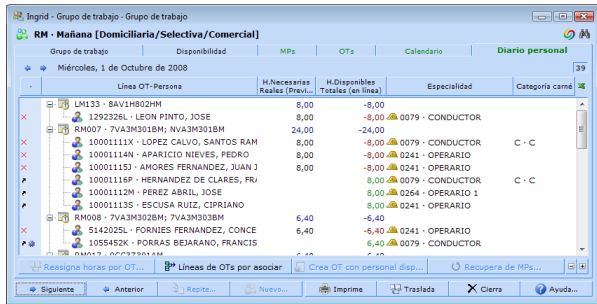 Ingrid - Grupo de trabajo - Grupo de trabajo
RM · Mañana [Domiciliaria/Selectiva/Comercial]
Grupo de trabajo Disponibilidad MPs OTs Calendario Diario personal
Miércoles, 1 de Octubre de 2008 39
· Línea OT-Persona H.Necesarias Reales (Previ... H.Disponibles Totales (en línea) Especialidad Categoría carné
LM133 · 8AV1H802HM 8,00 -8,00
1292326L · LEON PINTO, JOSE 8,00 -8,00 0079 · CONDUCTOR
RM007 · 7VA3M301BM; NVA3M301BM 24,00 -24,00
10001111X · LOPEZ CALVO, SANTOS RAM 8,00 -8,00 0079 · CONDUCTOR C · C
10001114N · APARICIO NIEVES, PEDRO 8,00 -8,00 0241 · OPERARIO
10001115J · AMORES FERNANDEZ, JUAN J 8,00 -8,00 0241 · OPERARIO
10001116P · HERNANDEZ DE CLARES, FRA 8,00 0079 · CONDUCTOR C · C
10001112M · PEREZ ABRIL, JOSE 8,00 0264 · OPERARIO 1
10001113S · ESCUSA RUIZ, CIPRIANO 8,00 0241 · OPERARIO
RM008 · 7VA3M302BM; 7VA3M303BM 6,40 -6,40
5142025L · FORNIES FERNANDEZ, CONCE 6,40 -6,40 0241 · OPERARIO
1055452K · PORRAS BEJARANO, FRANCIS 6,40 0079 · CONDUCTOR
Reasigna horas por OT... Líneas de OTs por asociar Crea OT con personal disp... Recupera de MPs...
Siguiente Anterior Repite... Nuevo... Imprime Traslada Cierra Ayuda...